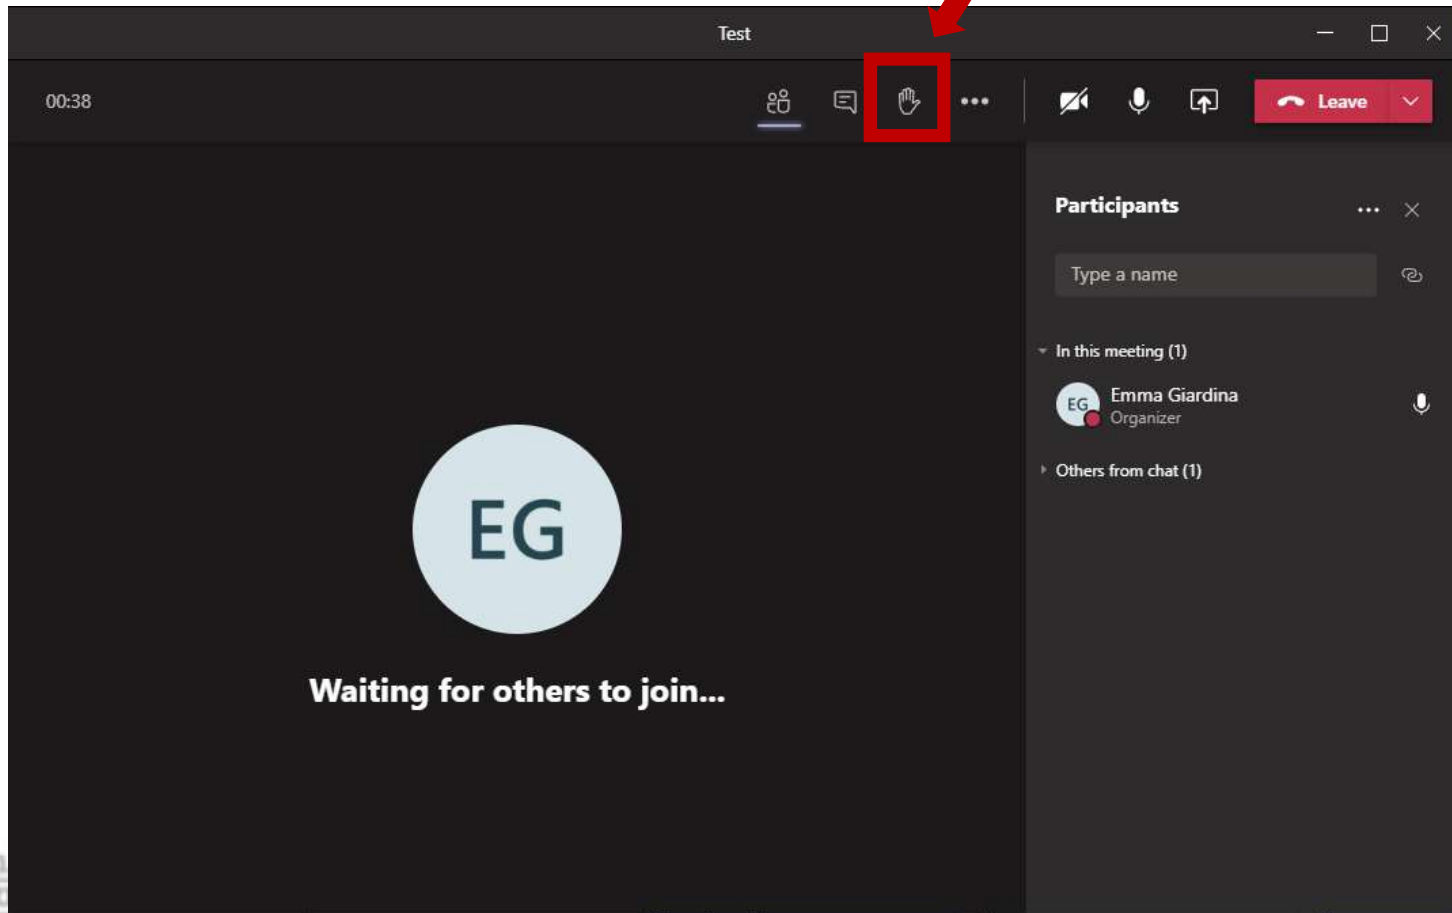 Test
00:38
Leave
Participants
Type a name
In this meeting (1)
EG
Emma Giardina
Organizer
Others from chat (1)
EG
Waiting for others to join...